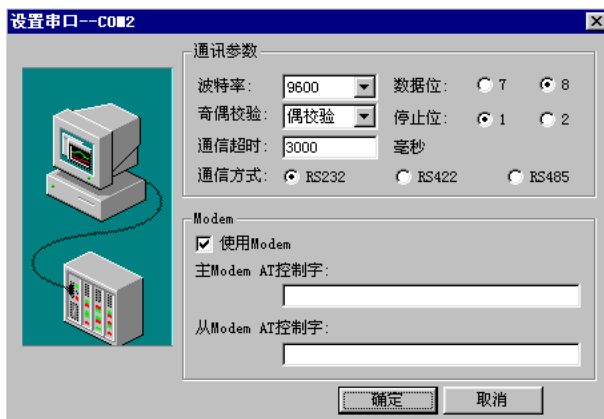 设置串口--COM2
通讯参数
波特率: 9600 数据位: 7 8
奇偶校验: 偶校验 停止位: 1 2
通信超时: 3000 毫秒
通信方式: RS232 RS422 RS485
Modem
使用Modem
主Modem AT控制字:
从Modem AT控制字:
确定 取消